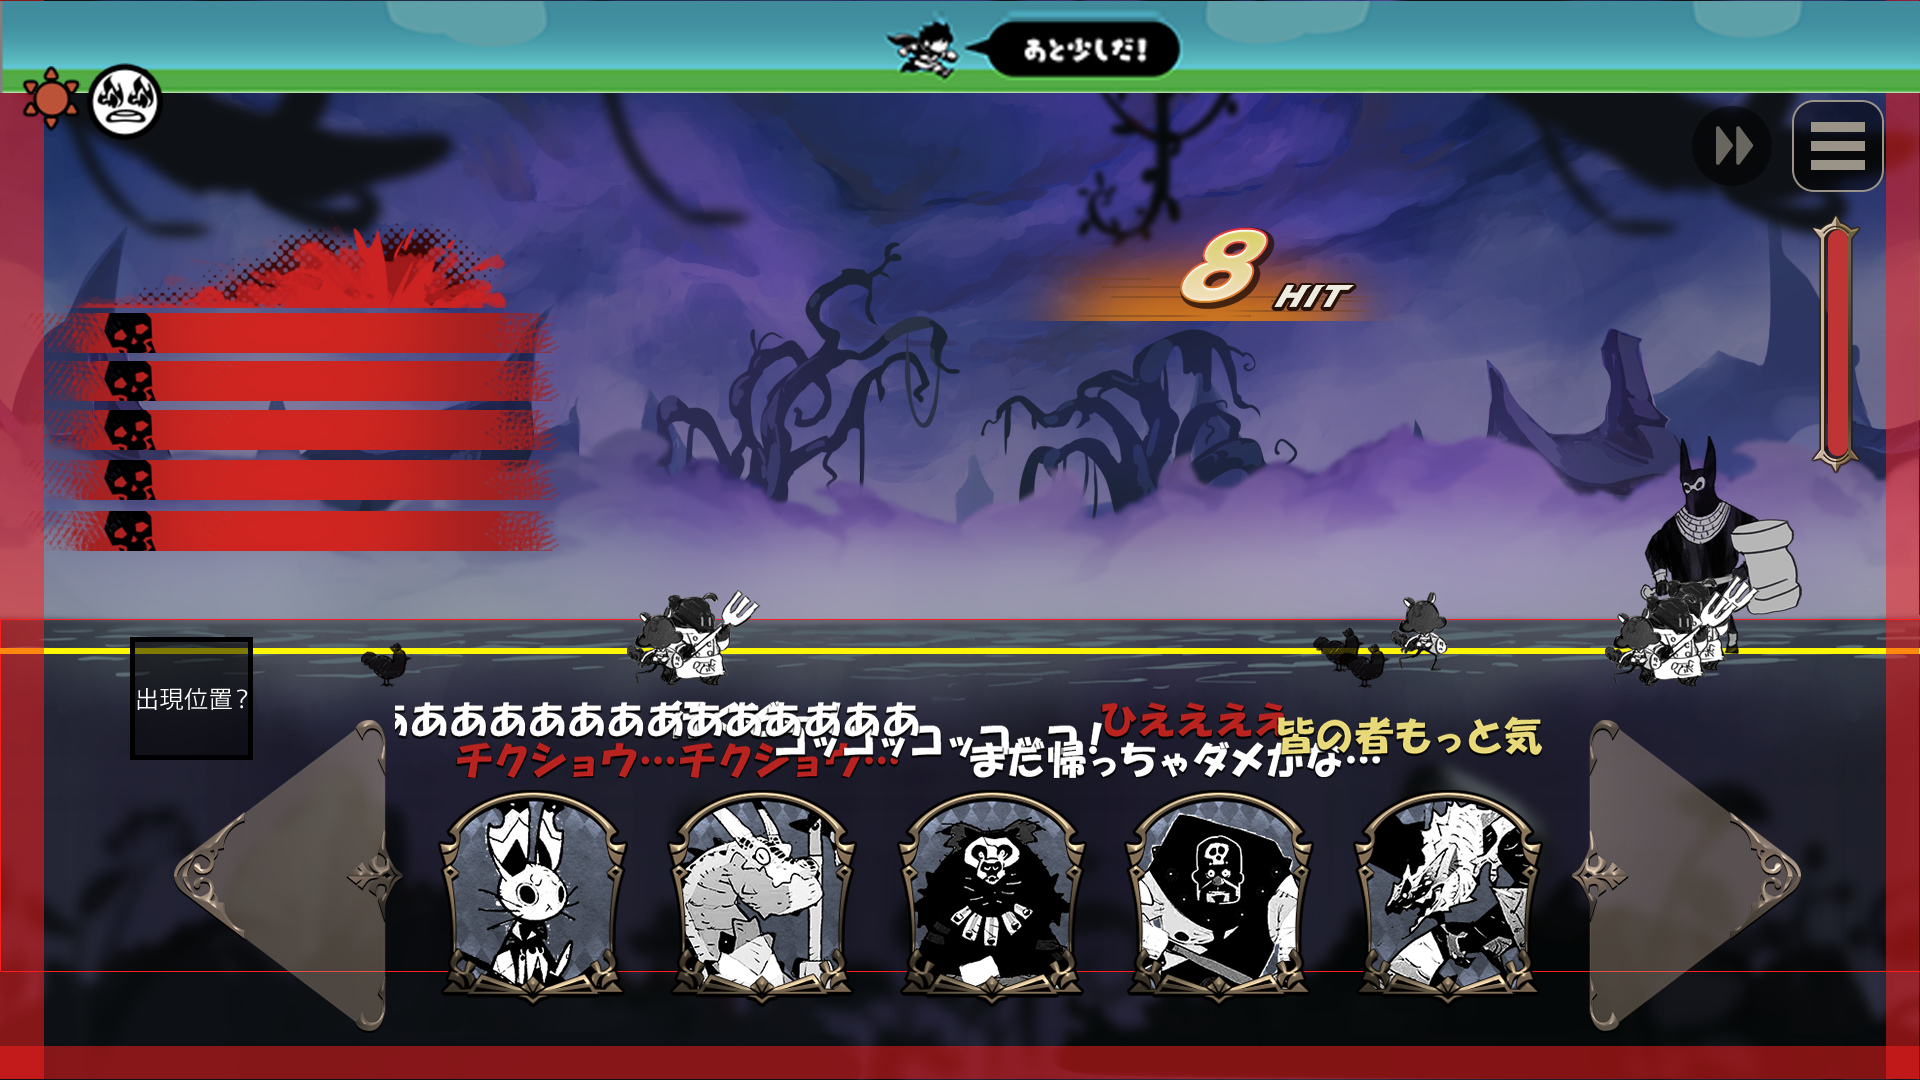 あと少しだ!
8 HIT
出現位置?
あああああああああああああ
コッコッコッコッコ!
ひええええ
皆の者もっと気
チクショウ…チクショウ…
まだ帰っちゃダメかな…